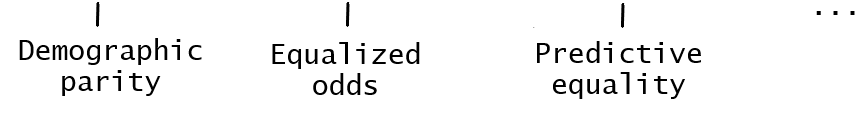 ...
Demographic
parity
Equalized
odds
Predictive
equality